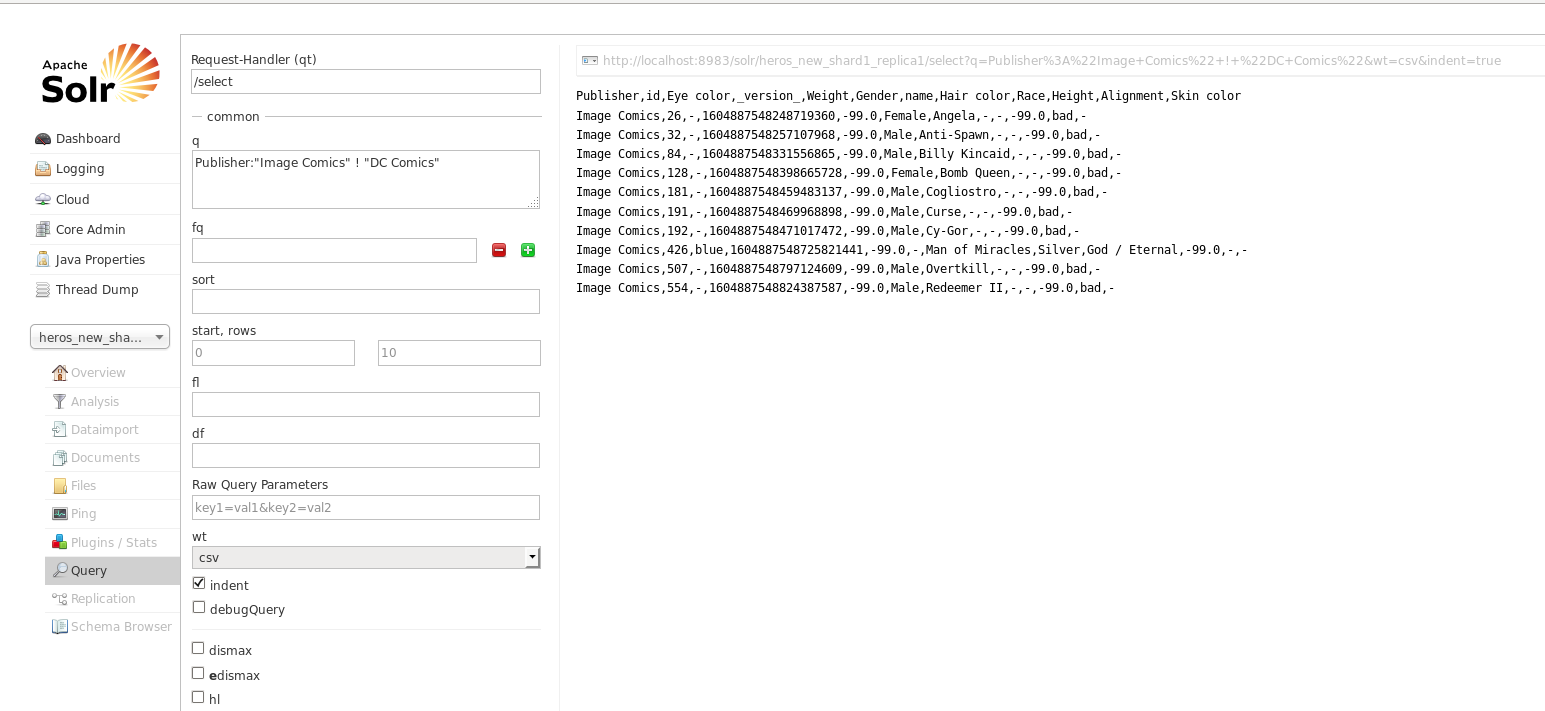 Apache
Solr
Dashboard
Logging
Cloud
Core Admin
Java Properties
Thread Dump
heros_new_sha...
Overview
Analysis
Dataimport
Documents
Files
Ping
Plugins / Stats
Query
Replication
Schema Browser
Request-Handler (qt)
/select
common
q
Publisher:"Image Comics" ! "DC Comics"
fq
sort
start, rows
0 10
fl
df
Raw Query Parameters
key1=val1&key2=val2
wt
csv
indent
debugQuery
dismax
edismax
hl
http://localhost:8983/solr/heros_new_shard1_replica1/select?q=Publisher%3A%22Image+Comics%22+!+%22DC+Comics%22&wt=csv&indent=true
Publisher,id,Eye color,_version_,Weight,Gender,name,Hair color,Race,Height,Alignment,Skin color
Image Comics,26,-,1604887548248719360,-99.0,Female,Angela,-,-,-99.0,bad,-
Image Comics,32,-,1604887548257107968,-99.0,Male,Anti-Spawn,-,-,-99.0,bad,-
Image Comics,84,-,1604887548331556865,-99.0,Male,Billy Kincaid,-,-,-99.0,bad,-
Image Comics,128,-,1604887548398665728,-99.0,Female,Bomb Queen,-,-,-99.0,bad,-
Image Comics,181,-,1604887548459483137,-99.0,Male,Cogliostro,-,-,-99.0,bad,-
Image Comics,191,-,1604887548469968898,-99.0,Male,Curse,-,-,-99.0,bad,-
Image Comics,192,-,1604887548471017472,-99.0,Male,Cy-Gor,-,-,-99.0,bad,-
Image Comics,426,blue,1604887548725821441,-99.0,-,Man of Miracles,Silver,God / Eternal,-99.0,-,-
Image Comics,507,-,1604887548797124609,-99.0,Male,Overtkill,-,-,-99.0,bad,-
Image Comics,554,-,1604887548824387587,-99.0,Male,Redeemer II,-,-,-99.0,bad,-